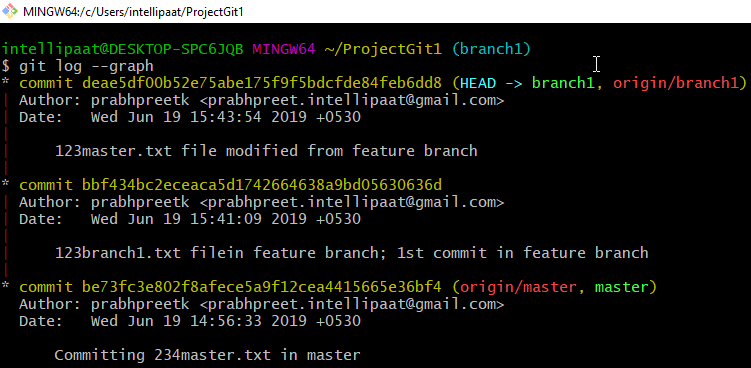 MINGW64:/c/Users/intellipaat/ProjectGit1
intellipaat@DESKTOP-SPC6JQB MINGW64 ~/ProjectGit1 (branch1)
$ git log --graph
* commit deae5df00b52e75abe175f9f5bdcfde84feb6dd8 (HEAD -> branch1, origin/branch1)
| Author: prabhpreetk <prabhpreet.intellipaat@gmail.com>
| Date:   Wed Jun 19 15:43:54 2019 +0530
|
|     123master.txt file modified from feature branch
|
* commit bbf434bc2eceaca5d1742664638a9bd05630636d
| Author: prabhpreetk <prabhpreet.intellipaat@gmail.com>
| Date:   Wed Jun 19 15:41:09 2019 +0530
|
|     123branch1.txt filein feature branch; 1st commit in feature branch
|
* commit be73fc3e802f8afece5a9f12cea4415665e36bf4 (origin/master, master)
  Author: prabhpreetk <prabhpreet.intellipaat@gmail.com>
  Date:   Wed Jun 19 14:56:33 2019 +0530

      Committing 234master.txt in master